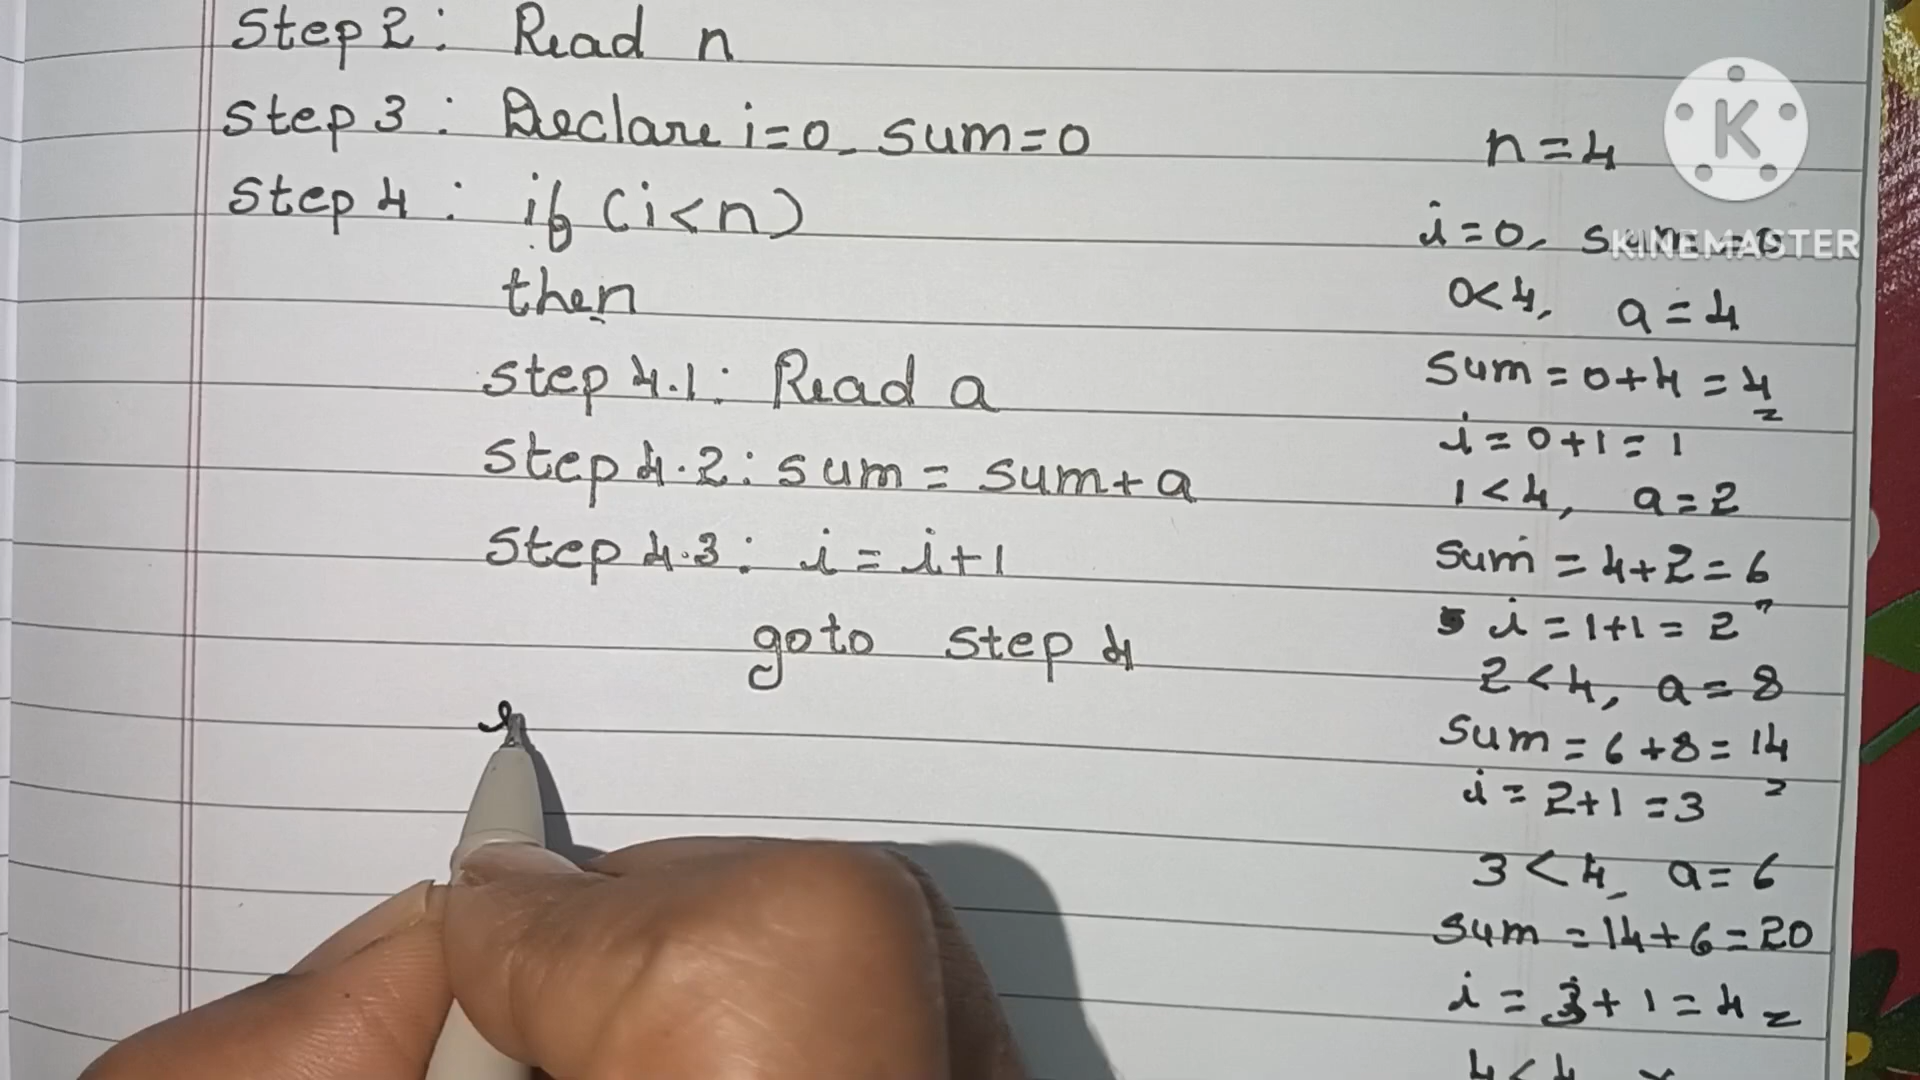 Step 2: Read n
Step 3: Declare i=0, sum=0
Step 4: if (i<n)
then
Step 4.1: Read a
Step 4.2: sum = sum+a
Step 4.3: i = i+1
goto step 4
n=4
i=0, sum=0
0<4, a=4
Sum=0+4=4
i=0+1=1
1<4, a=2
Sum=4+2=6
i=1+1=2
2<4, a=8
Sum=6+8=14
i=2+1=3
3<4, a=6
Sum=14+6=20
i=3+1=4
4<4 x
K
KINEMASTER